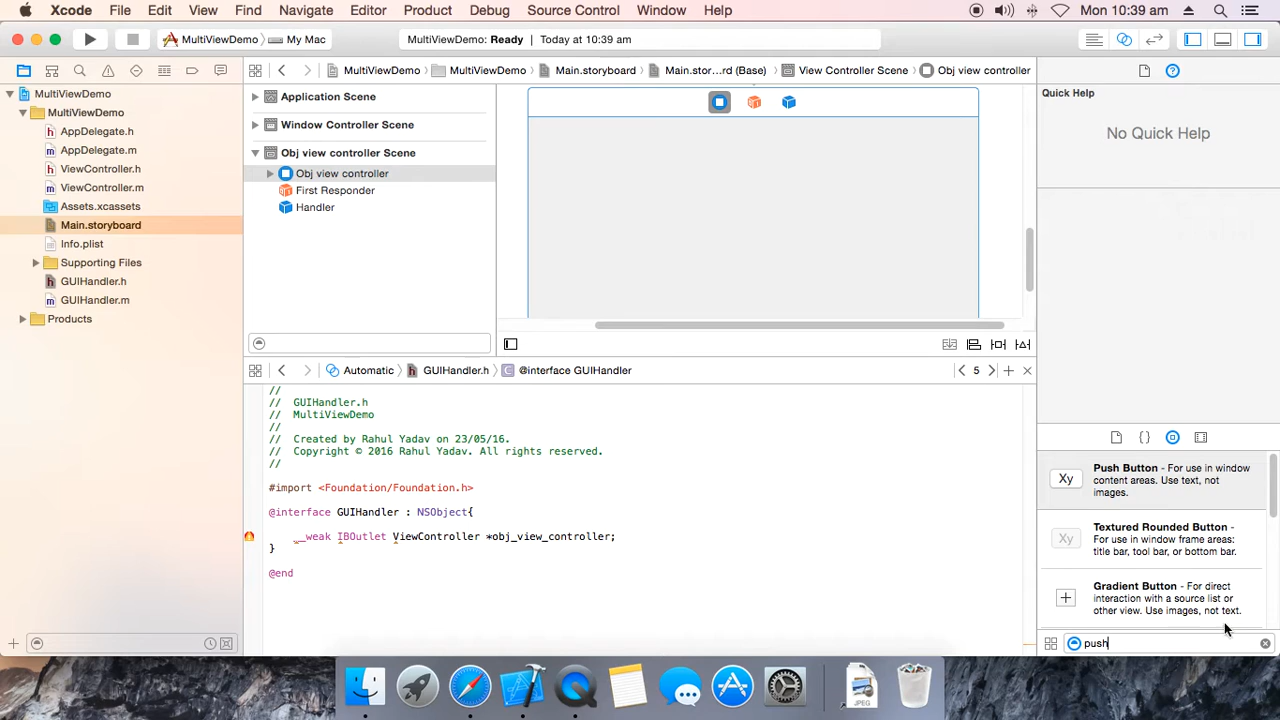 Xcode File Edit View Find Navigate Editor Product Debug Source Control Window Help Mon 10:39 am
MultiViewDemo My Mac MultiViewDemo: Ready Today at 10:39 am
MultiViewDemo MultiViewDemo Main.storyboard Main.stor...rd (Base) View Controller Scene Obj view controller
MultiViewDemo
MultiViewDemo
AppDelegate.h
AppDelegate.m
ViewController.h
ViewController.m
Assets.xcassets
Main.storyboard
Info.plist
Supporting Files
GUIHandler.h
GUIHandler.m
Products
Application Scene
Window Controller Scene
Obj view controller Scene
Obj view controller
First Responder
Handler
Quick Help
No Quick Help
Automatic GUIHandler.h @interface GUIHandler 5
//
// GUIHandler.h
// MultiViewDemo
//
// Created by Rahul Yadav on 23/05/16.
// Copyright © 2016 Rahul Yadav. All rights reserved.
//
#import <Foundation/Foundation.h>
@interface GUIHandler : NSObject{
__weak IBOutlet ViewController *obj_view_controller;
}
@end
Xy
Push Button - For use in window
content areas. Use text, not
images.
Xy
Textured Rounded Button -
For use in window frame areas:
title bar, tool bar, or bottom bar.
Gradient Button - For direct
interaction with a source list or
other view. Use images, not text.
push
JPEG